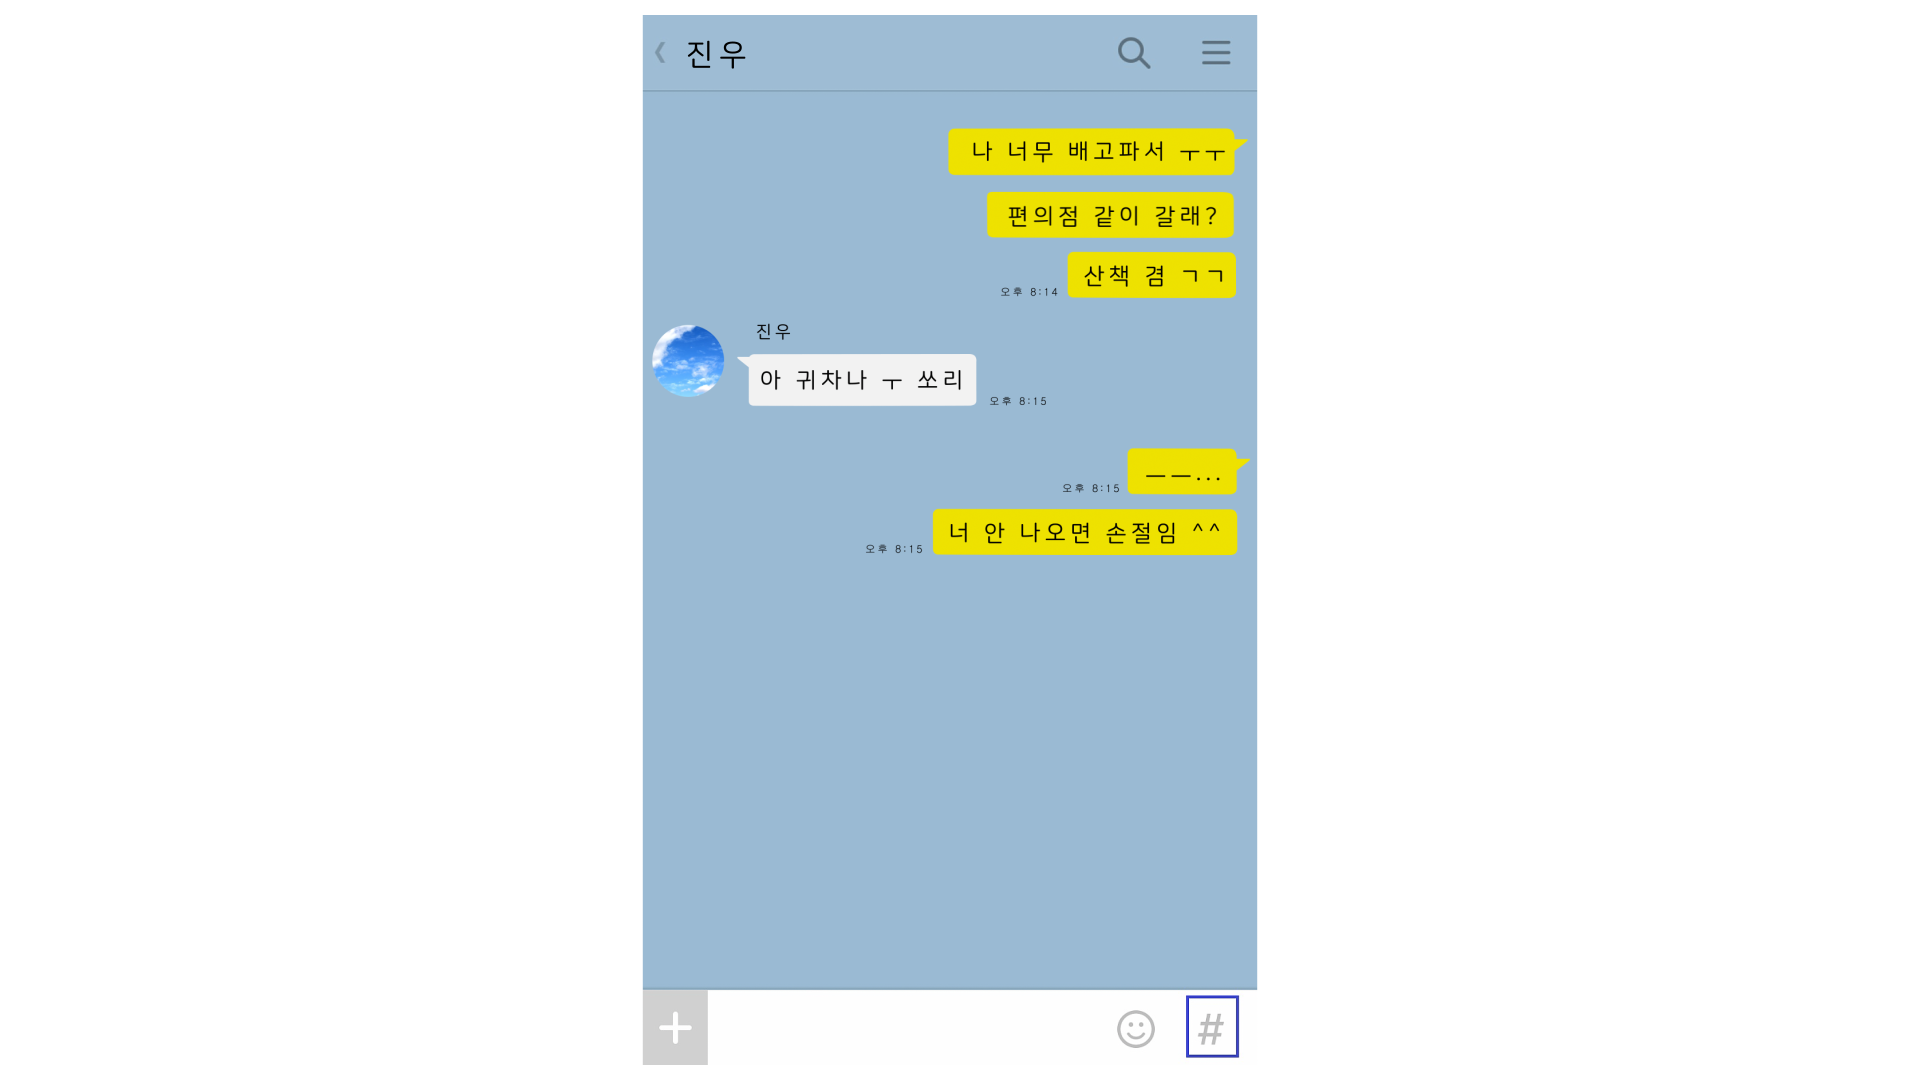 진우
나 너무 배고파서 ㅜㅜ
편의점 같이 갈래?
산책 겸 ㄱㄱ
오후 8:14
진우
아 귀차나 ㅜ 쏘리
오후 8:15
ㅡㅡ...
오후 8:15
너 안 나오면 손절임 ^^
오후 8:15
#